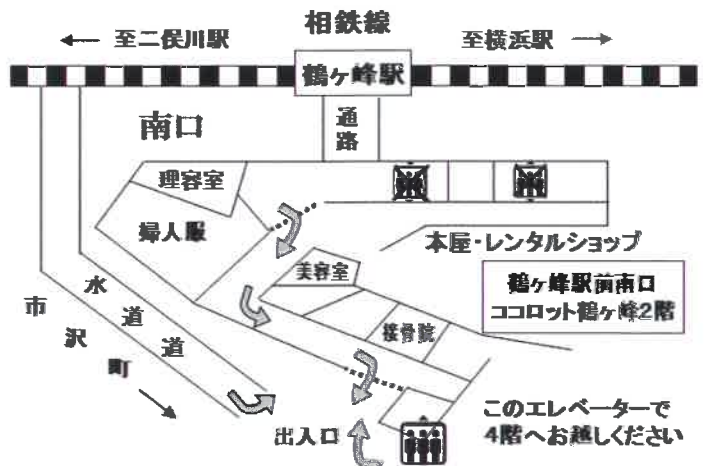 相鉄線
← 至二俣川駅
至横浜駅 →
鶴ヶ峰駅
南口
通路
理容室
婦人服
本屋・レンタルショップ
美容室
鶴ヶ峰駅前南口
ココロット鶴ヶ峰2階
接骨院
水道道
市沢町
出入口
このエレベーターで
4階へお越しください